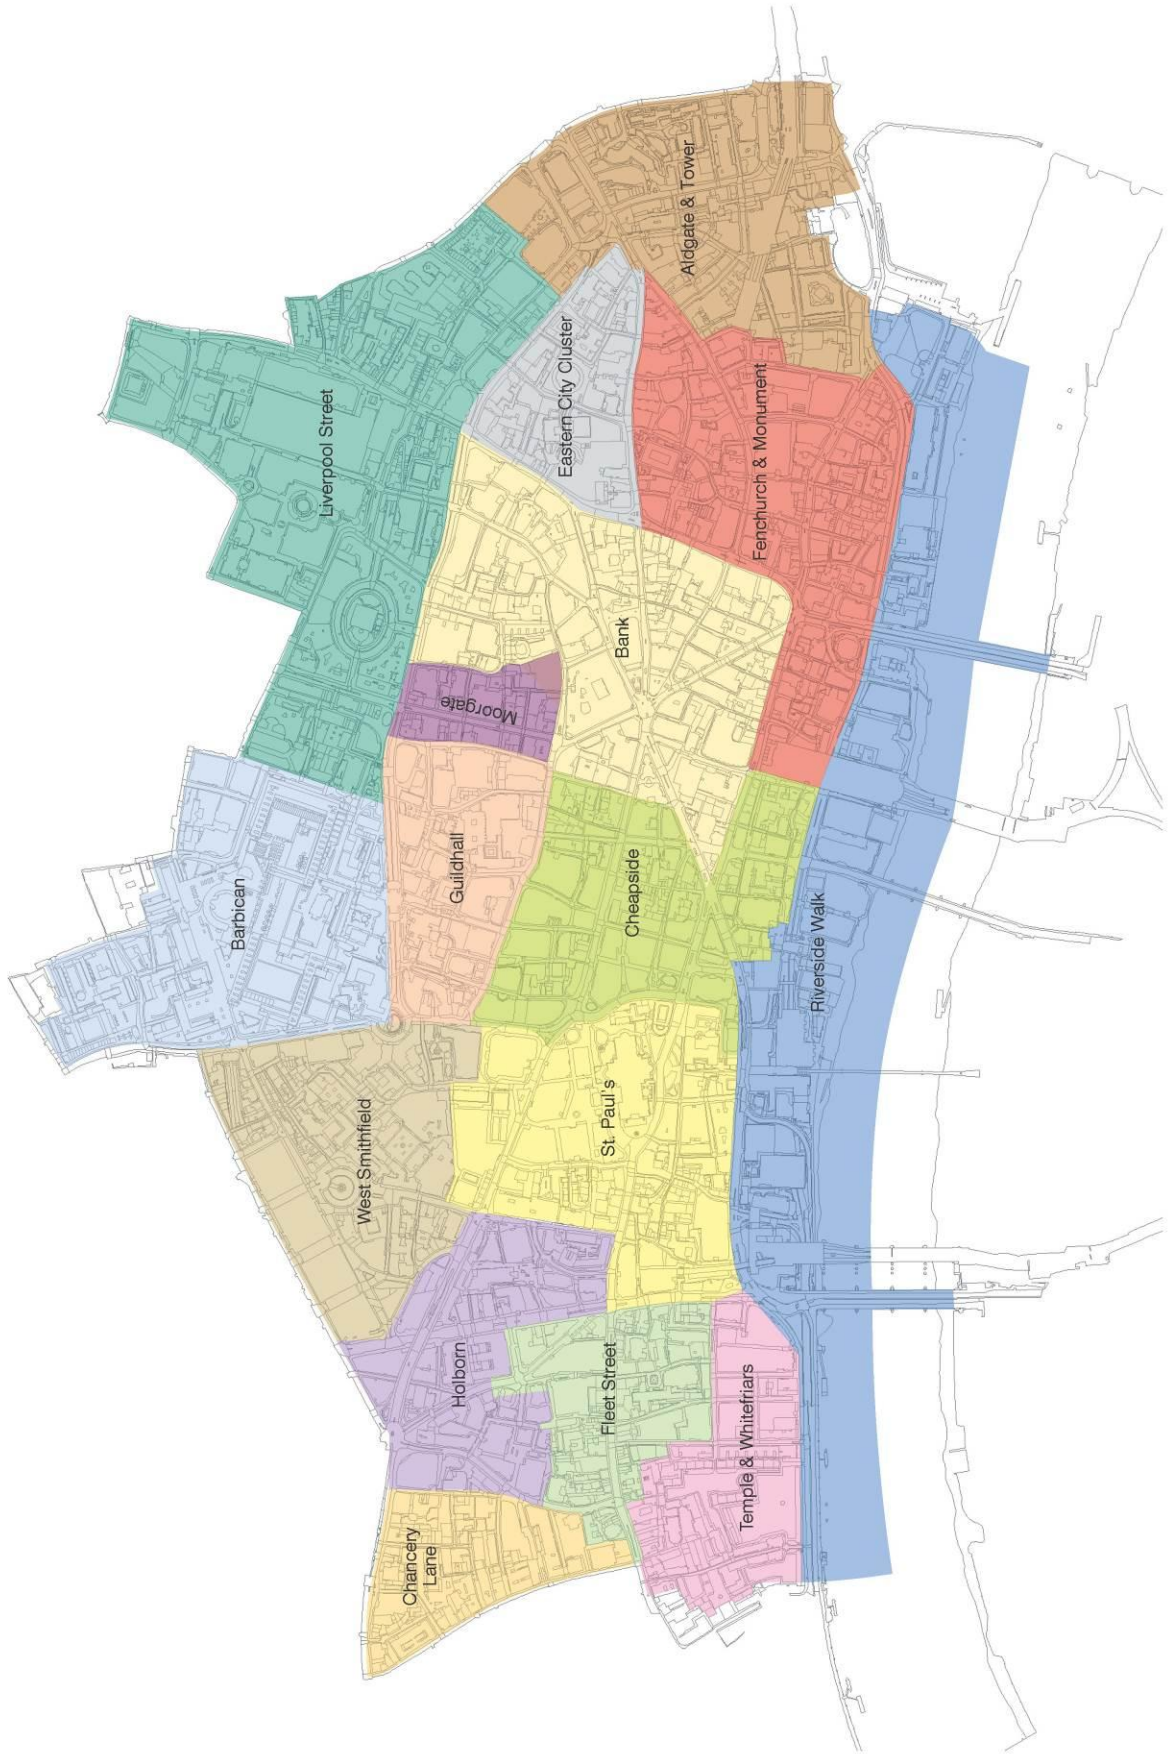 Chancery
Lane
Holborn
Fleet Street
Temple & Whitefriars
West Smithfield
St. Paul's
Barbican
Guildhall
Cheapside
Riverside Walk
Moorgate
Bank
Liverpool Street
Eastern City Cluster
Fenchurch & Monument
Aldgate & Tower